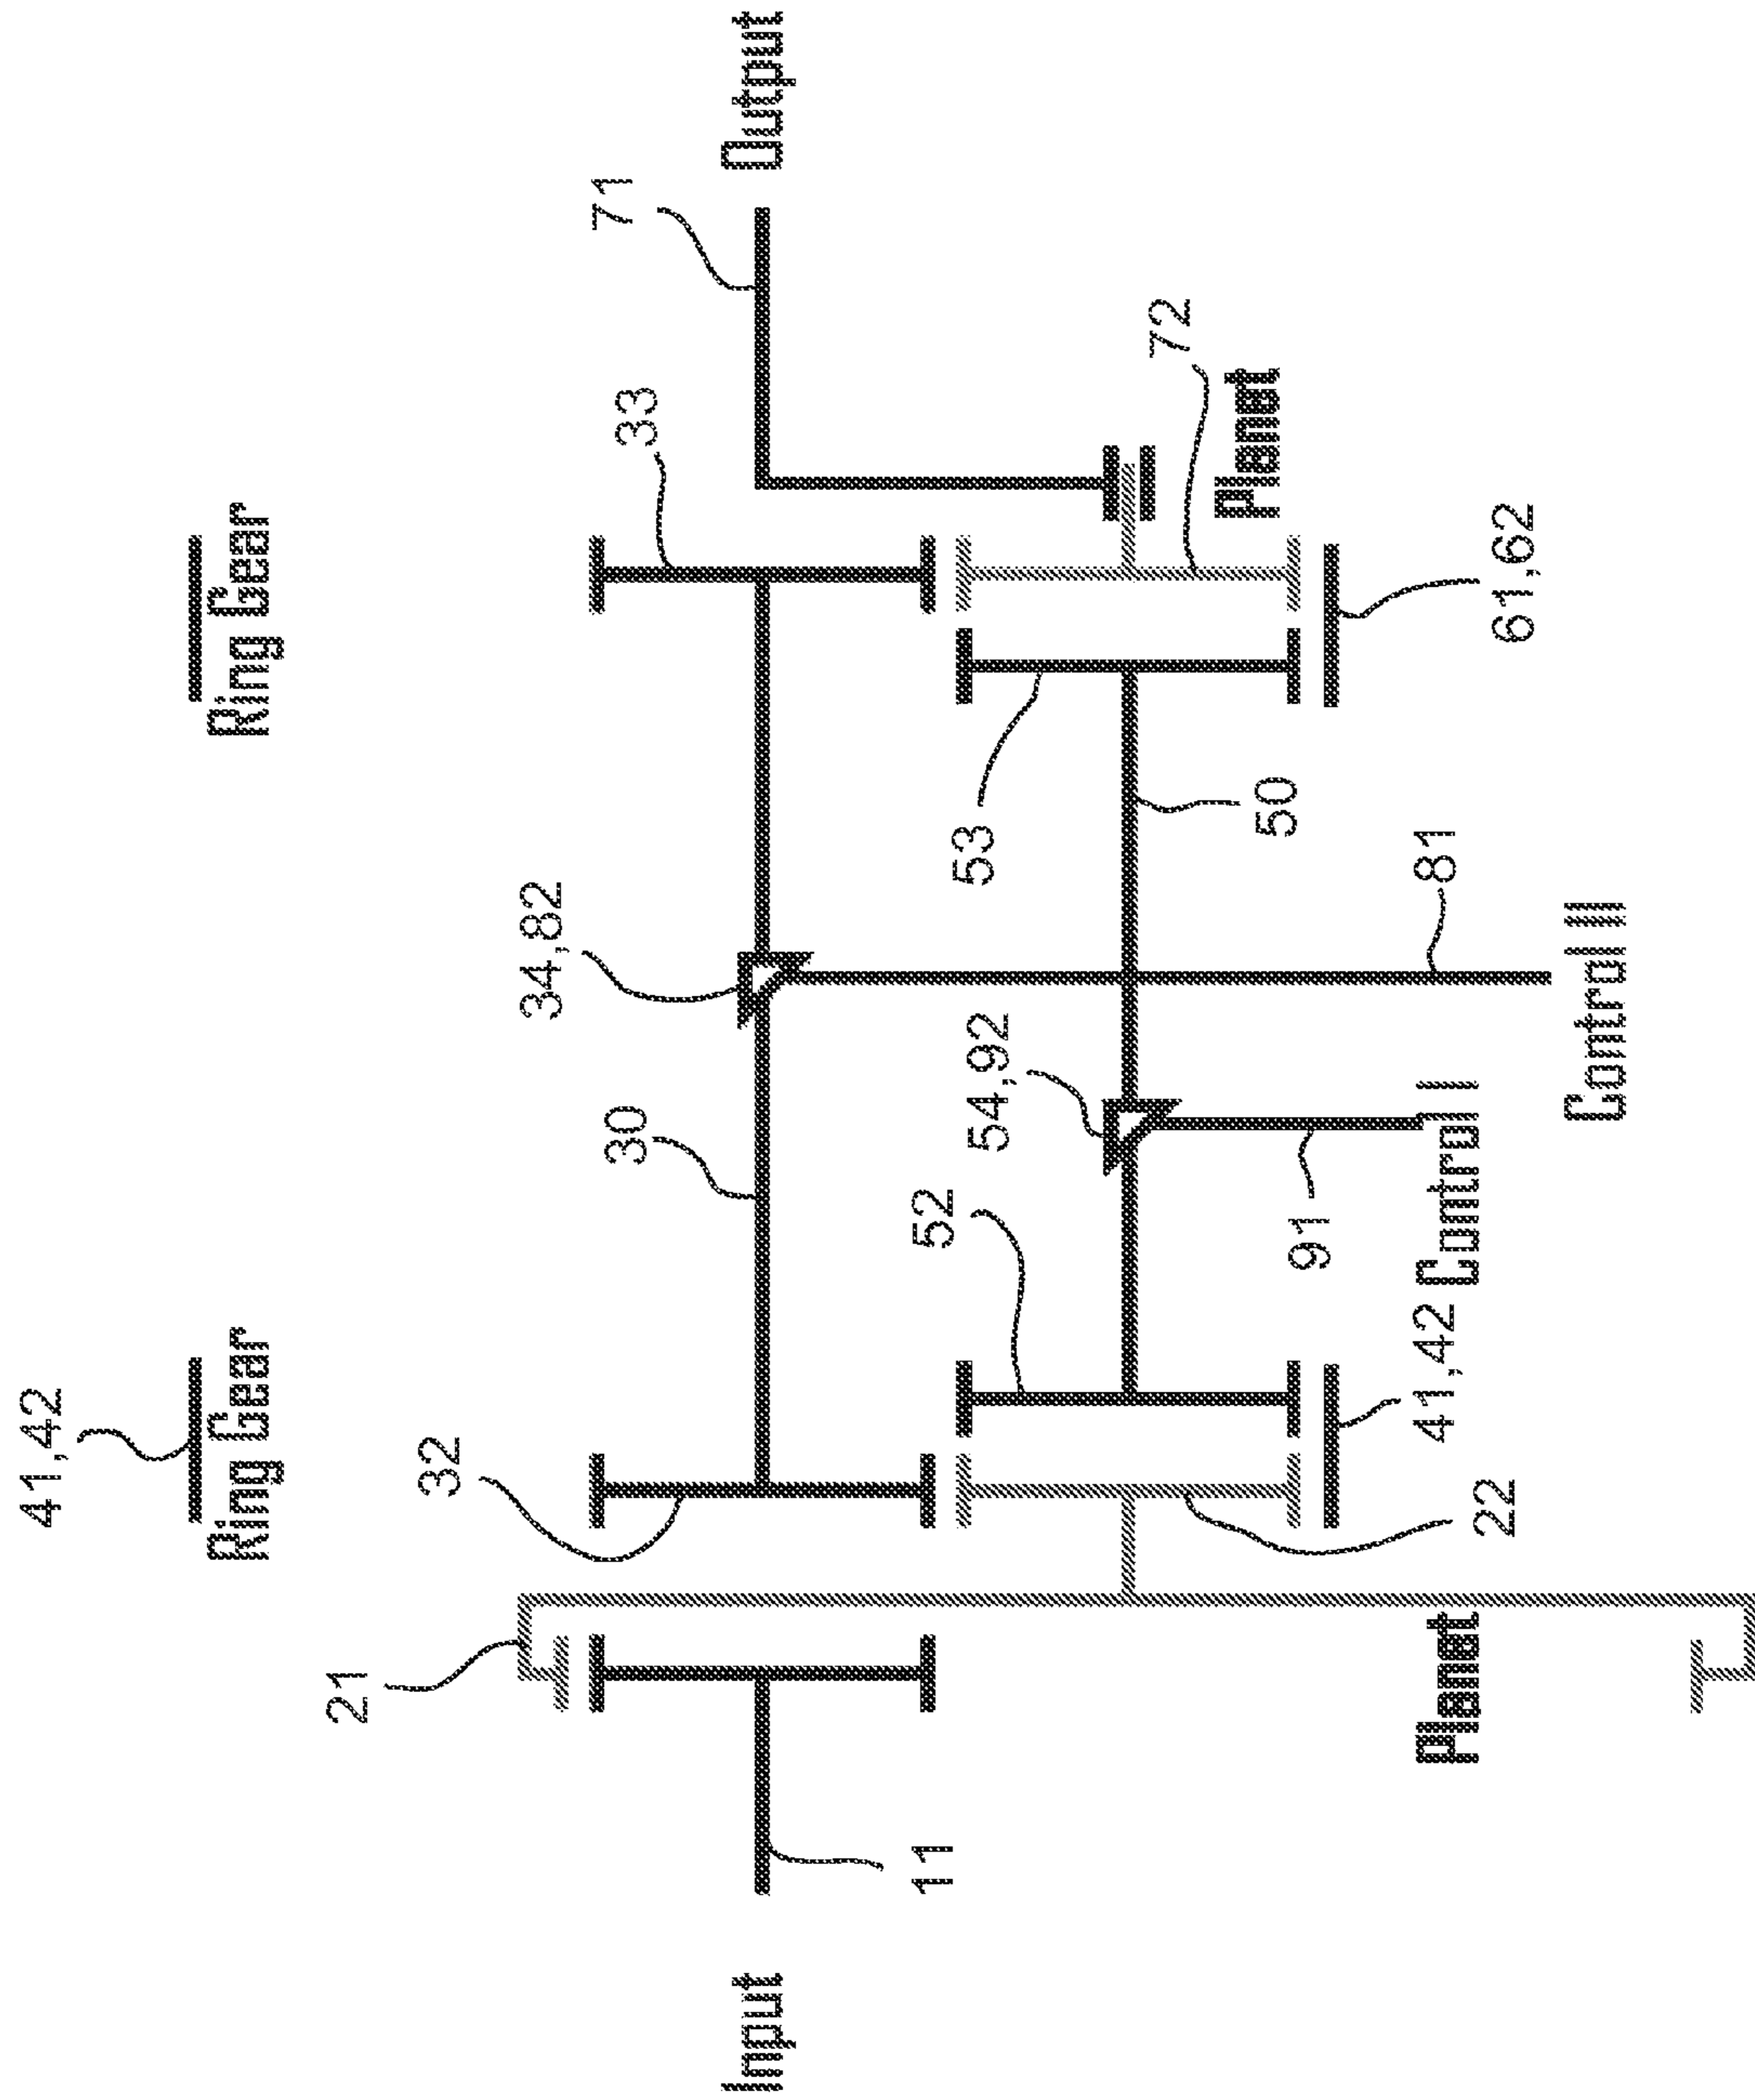 41,42
Ring Gear
Ring Gear
21
32
34,82
30
33
71
Input
Output
11
52
54,92
53
72
Planet
50
91
Planet
41,42
Control I
81
22
61,62
Control II